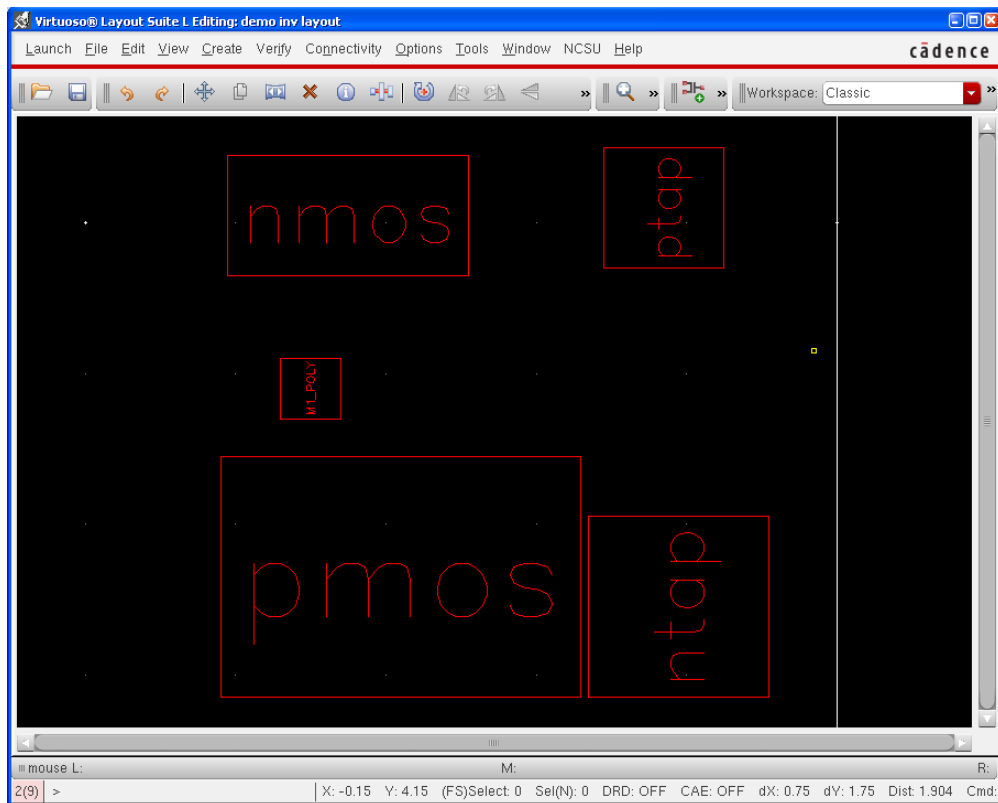 Virtuoso® Layout Suite L Editing: demo inv layout
Launch File Edit View Create Verify Connectivity Options Tools Window NCSU Help
cādence
» » » Workspace: Classic »
nmos
ptap
M1_POLY
pmos
ntap
mouse L: M: R:
2(9) > X: -0.15 Y: 4.15 (FS)Select: 0 Sel(N): 0 DRD: OFF CAE: OFF dX: 0.75 dY: 1.75 Dist: 1.904 Cmd: